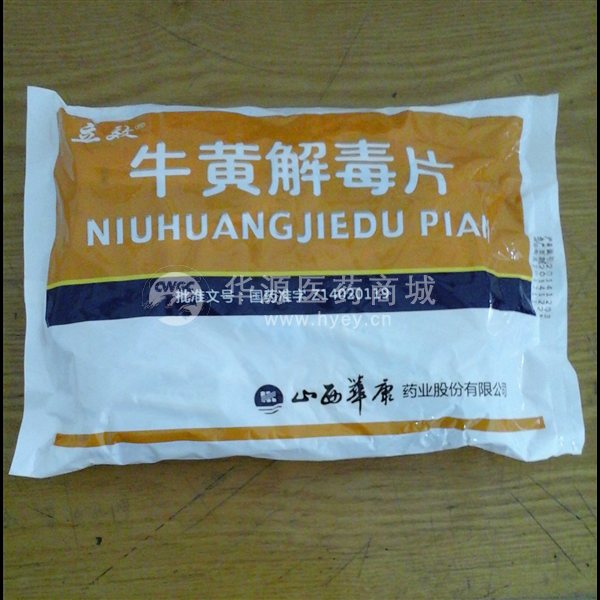 立效®
牛黄解毒片
NIUHUANGJIEDU PIAN
CWGC 华源医药商城
批准文号：国药准字Z14020119
www.hyey.cn
山西华康 药业股份有限公司